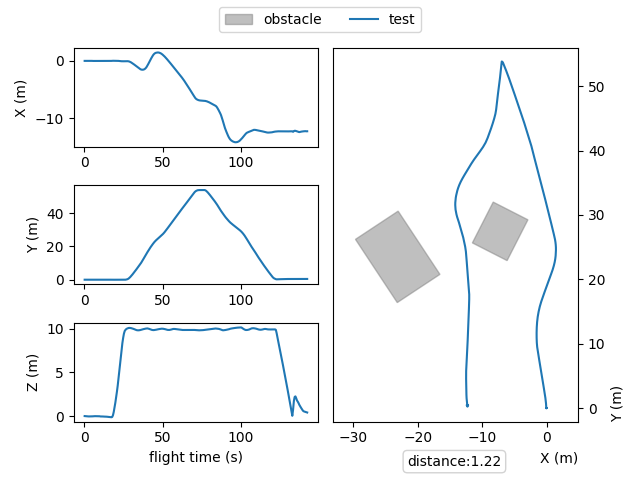 obstacle test
X (m)
0
−10
0 50 100
Y (m)
40
20
0
0 50 100
Z (m)
10
5
0
0 50 100
flight time (s)
50
40
30
20
10
0
Y (m)
−30 −20 −10 0
distance:1.22 X (m)